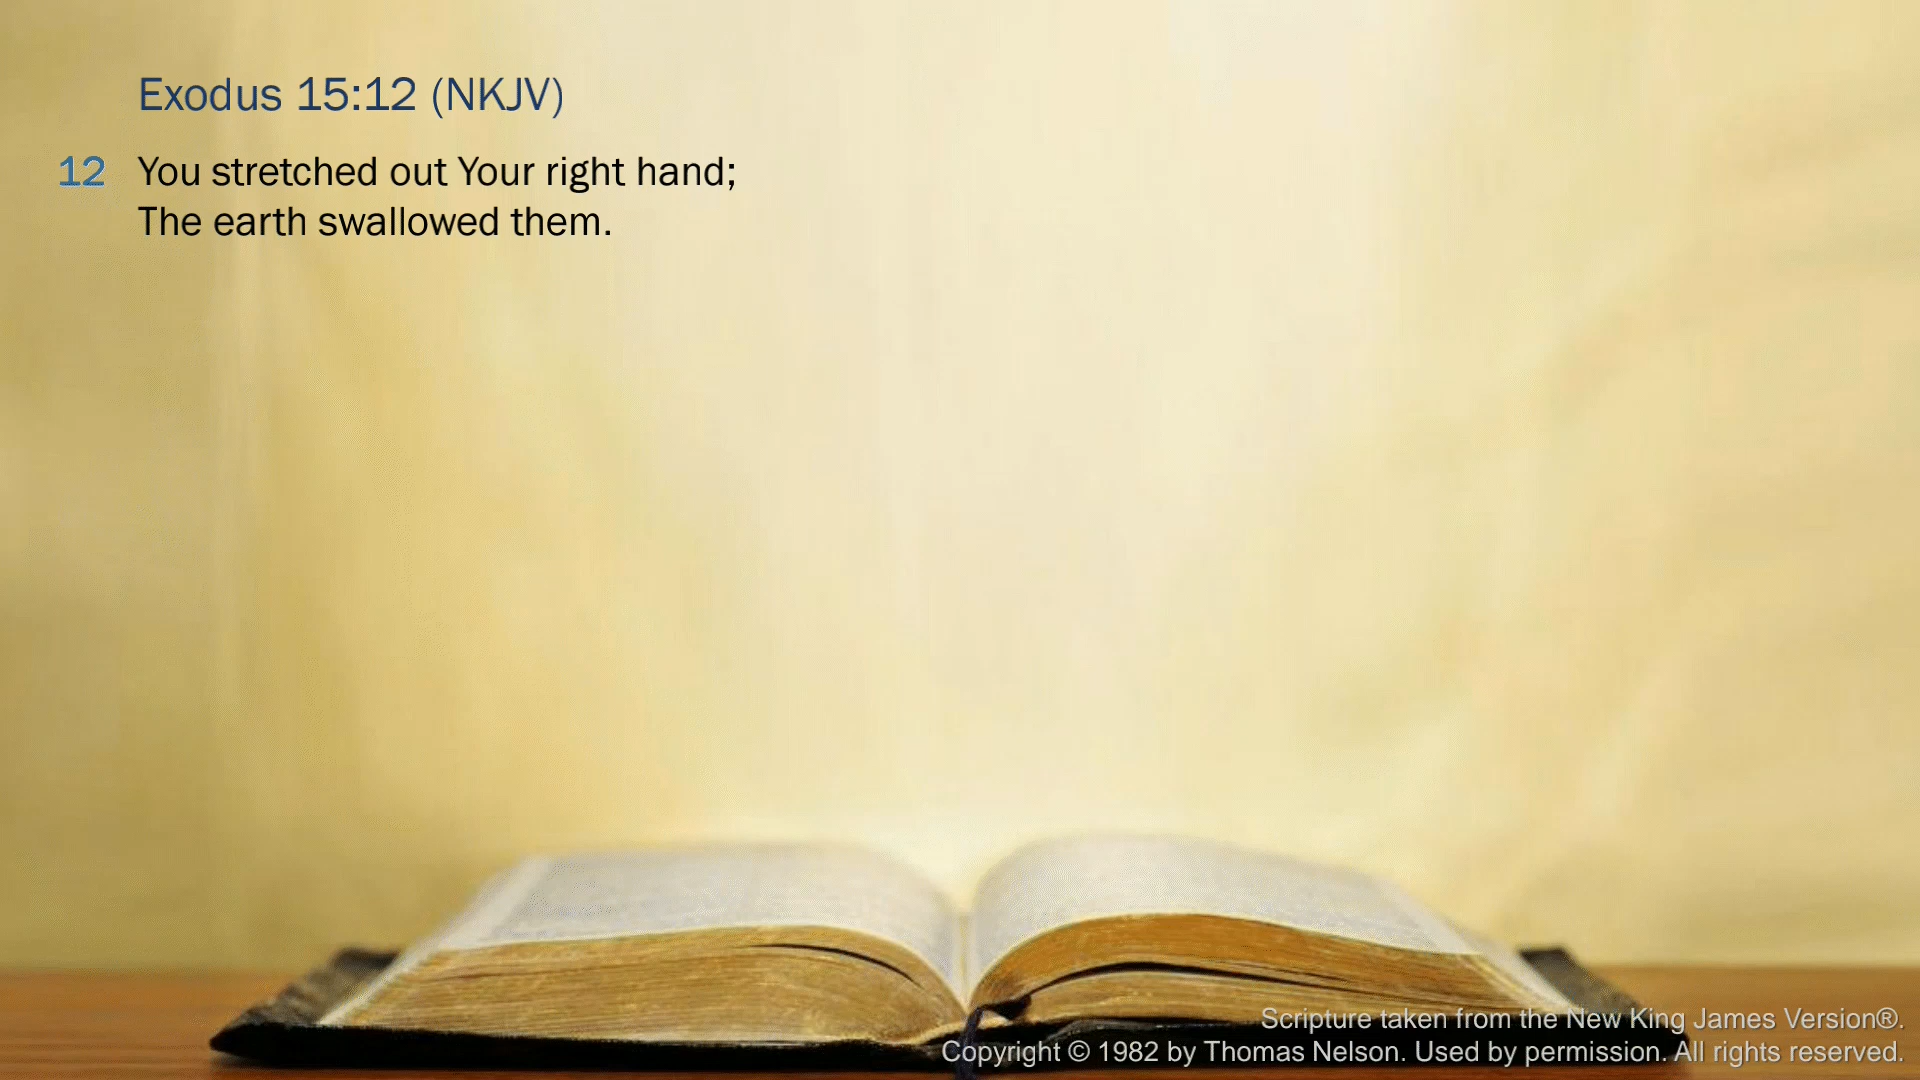 Exodus 15:12 (NKJV)
12 You stretched out Your right hand;
The earth swallowed them.
Scripture taken from the New King James Version®.
Copyright © 1982 by Thomas Nelson. Used by permission. All rights reserved.